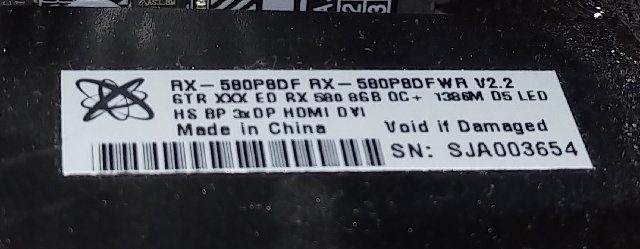 RX-580P8DF RX-580P8DFWR V2.2
GTR XXX ED RX 580 8GB OC+ 1386M D5 LED
HS BP 3xDP HDMI DVI
Made in China Void if Damaged
SN: SJA003654